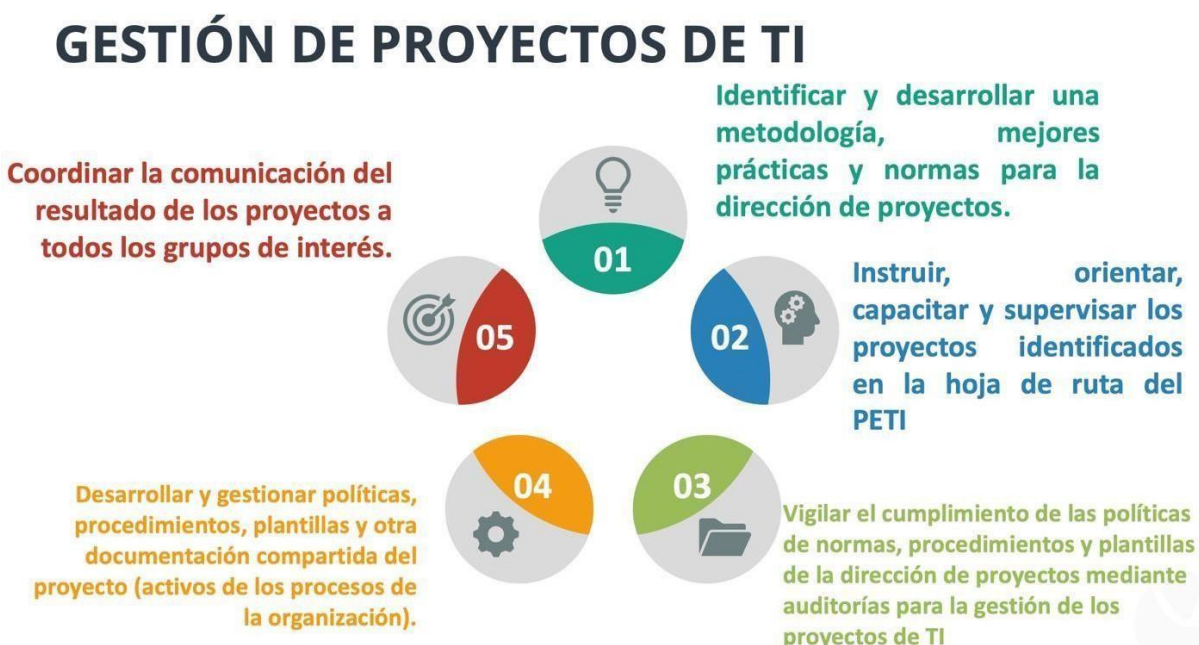 GESTIÓN DE PROYECTOS DE TI
Identificar y desarrollar una
metodología, mejores
prácticas y normas para la
dirección de proyectos.
01
Instruir, orientar,
capacitar y supervisar los
proyectos identificados
en la hoja de ruta del
PETI
02
Vigilar el cumplimiento de las políticas
de normas, procedimientos y plantillas
de la dirección de proyectos mediante
auditorías para la gestión de los
proyectos de TI
03
Desarrollar y gestionar políticas,
procedimientos, plantillas y otra
documentación compartida del
proyecto (activos de los procesos de
la organización).
04
Coordinar la comunicación del
resultado de los proyectos a
todos los grupos de interés.
05